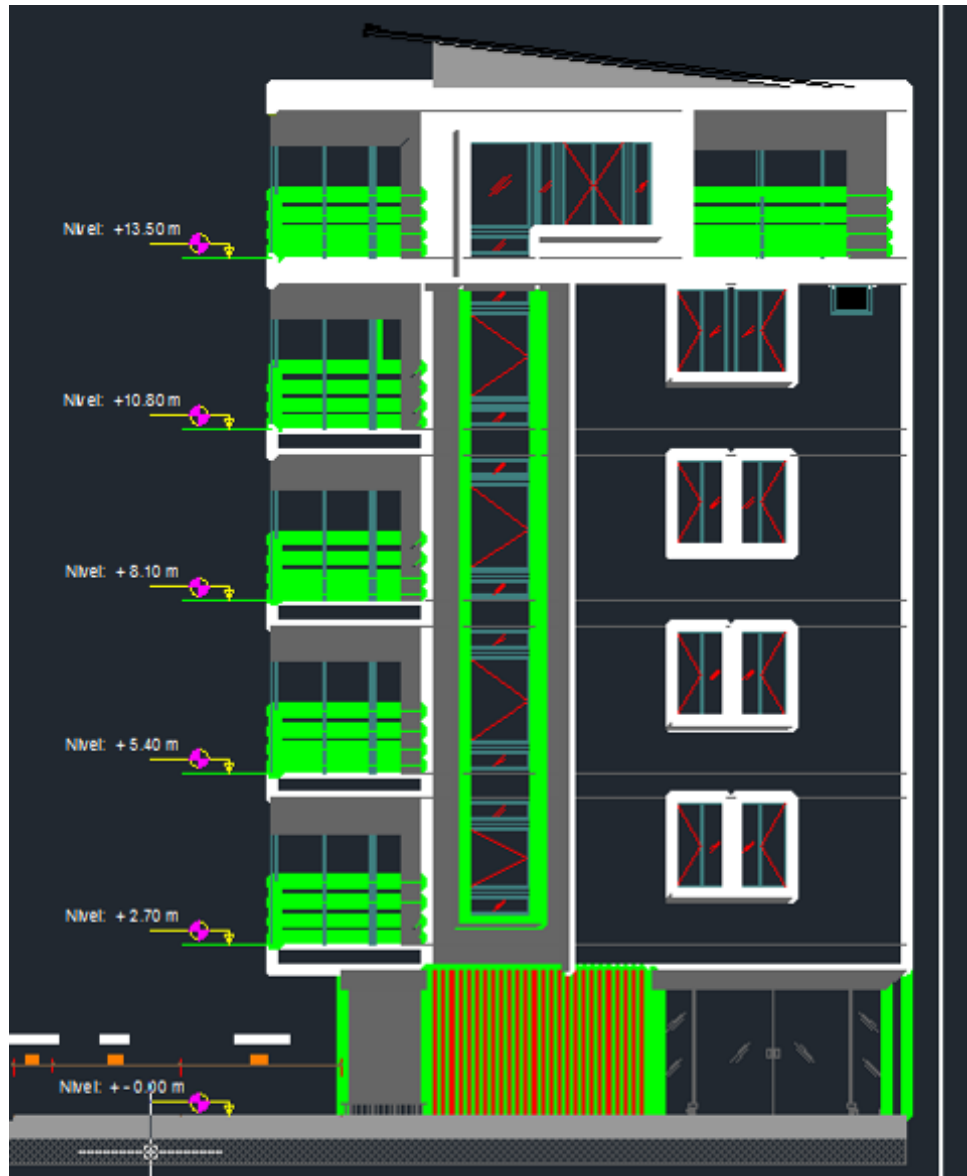 Nivel: +13.50 m
Nivel: +10.80 m
Nivel: + 8.10 m
Nivel: + 5.40 m
Nivel: + 2.70 m
Nivel: + - 0.00 m